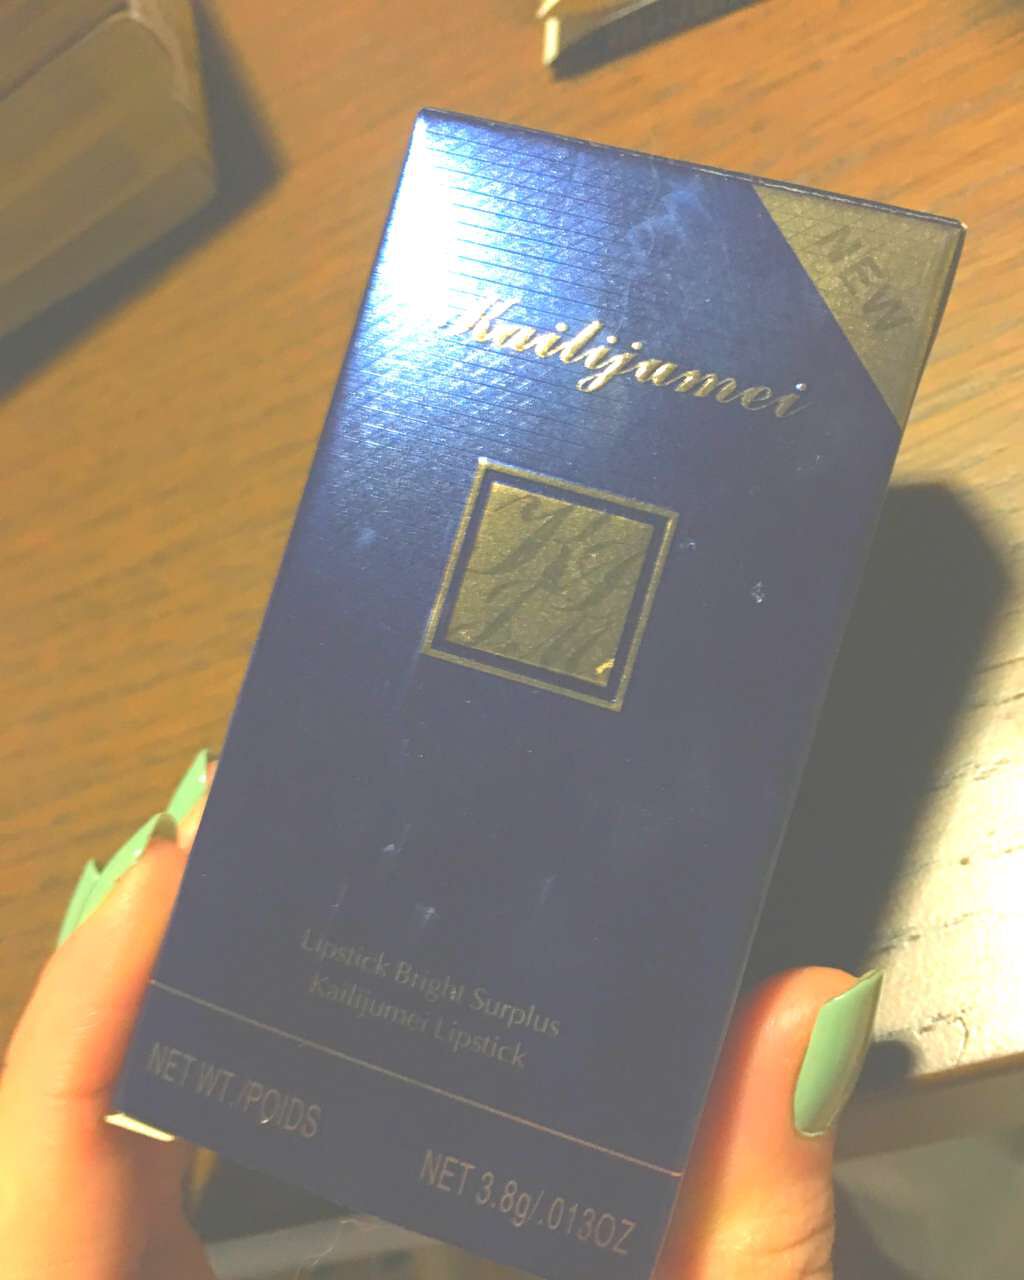 NEW
Kailijumei
Lipstick Bright Surplus
Kailijumei Lipstick
NET WT./POIDS
NET 3.8g/.013OZ